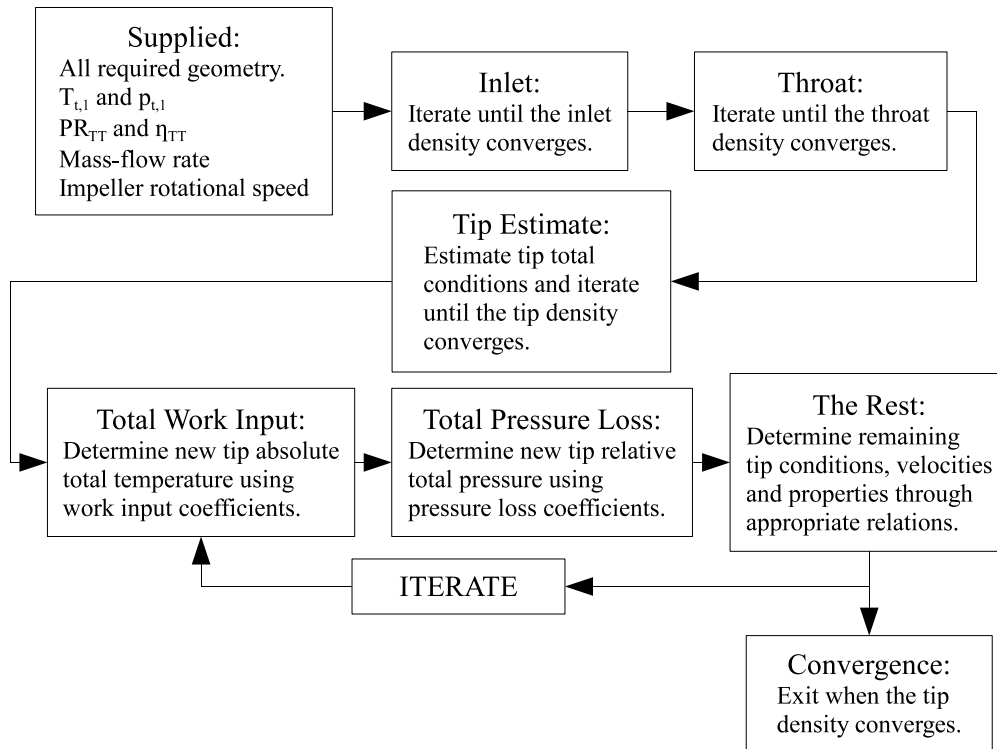 Supplied:
All required geometry.
T_{t,1} and p_{t,1}
PR_{TT} and η_{TT}
Mass-flow rate
Impeller rotational speed
Inlet:
Iterate until the inlet
density converges.
Throat:
Iterate until the throat
density converges.
Tip Estimate:
Estimate tip total
conditions and iterate
until the tip density
converges.
Total Work Input:
Determine new tip absolute
total temperature using
work input coefficients.
Total Pressure Loss:
Determine new tip relative
total pressure using
pressure loss coefficients.
The Rest:
Determine remaining
tip conditions, velocities
and properties through
appropriate relations.
ITERATE
Convergence:
Exit when the tip
density converges.